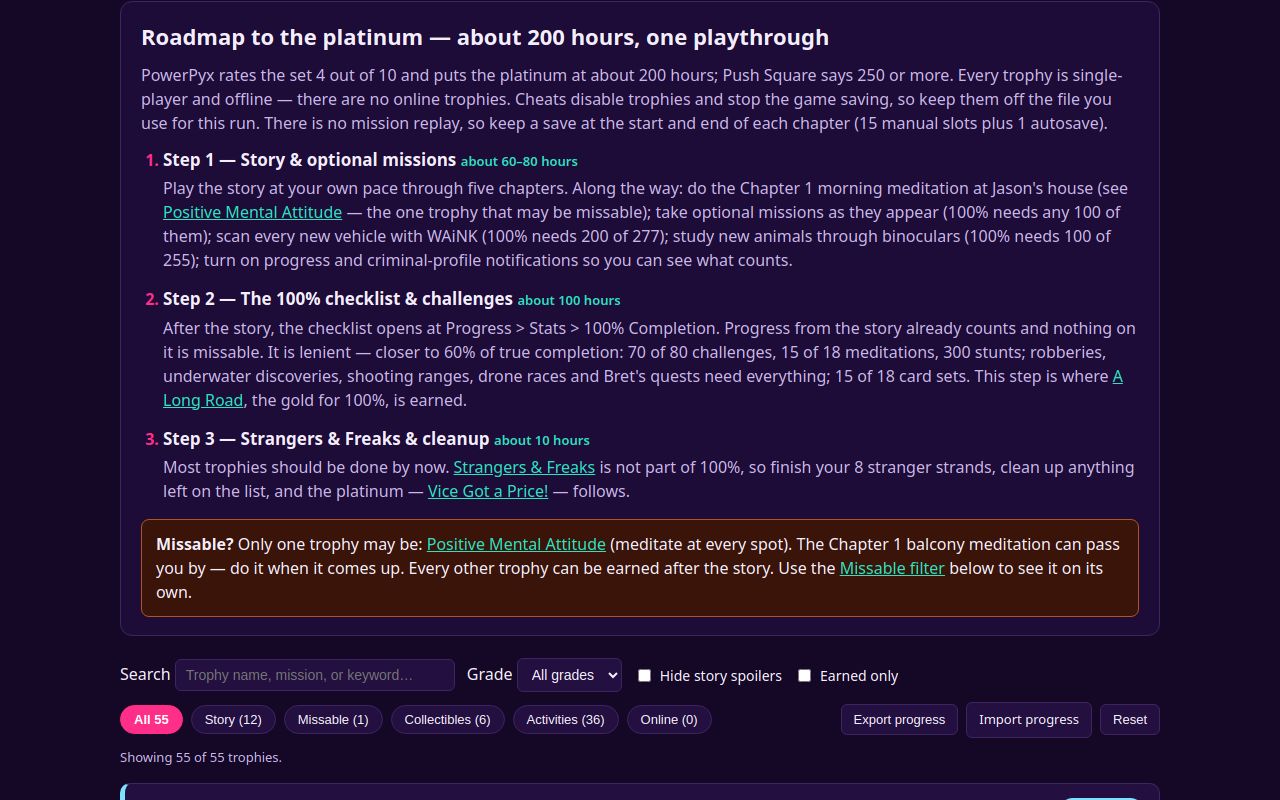 Roadmap to the platinum — about 200 hours, one playthrough
PowerPyx rates the set 4 out of 10 and puts the platinum at about 200 hours; Push Square says 250 or more. Every trophy is single-
player and offline — there are no online trophies. Cheats disable trophies and stop the game saving, so keep them off the file you
use for this run. There is no mission replay, so keep a save at the start and end of each chapter (15 manual slots plus 1 autosave).
1. Step 1 — Story & optional missions about 60–80 hours
Play the story at your own pace through five chapters. Along the way: do the Chapter 1 morning meditation at Jason's house (see
Positive Mental Attitude — the one trophy that may be missable); take optional missions as they appear (100% needs any 100 of
them); scan every new vehicle with WAiNK (100% needs 200 of 277); study new animals through binoculars (100% needs 100 of
255); turn on progress and criminal-profile notifications so you can see what counts.
2. Step 2 — The 100% checklist & challenges about 100 hours
After the story, the checklist opens at Progress > Stats > 100% Completion. Progress from the story already counts and nothing on
it is missable. It is lenient — closer to 60% of true completion: 70 of 80 challenges, 15 of 18 meditations, 300 stunts; robberies,
underwater discoveries, shooting ranges, drone races and Bret's quests need everything; 15 of 18 card sets. This step is where A
Long Road, the gold for 100%, is earned.
3. Step 3 — Strangers & Freaks & cleanup about 10 hours
Most trophies should be done by now. Strangers & Freaks is not part of 100%, so finish your 8 stranger strands, clean up anything
left on the list, and the platinum — Vice Got a Price! — follows.
Missable? Only one trophy may be: Positive Mental Attitude (meditate at every spot). The Chapter 1 balcony meditation can pass
you by — do it when it comes up. Every other trophy can be earned after the story. Use the Missable filter below to see it on its
own.
Search Trophy name, mission, or keyword… Grade All grades Hide story spoilers Earned only
All 55 Story (12) Missable (1) Collectibles (6) Activities (36) Online (0) Export progress Import progress Reset
Showing 55 of 55 trophies.